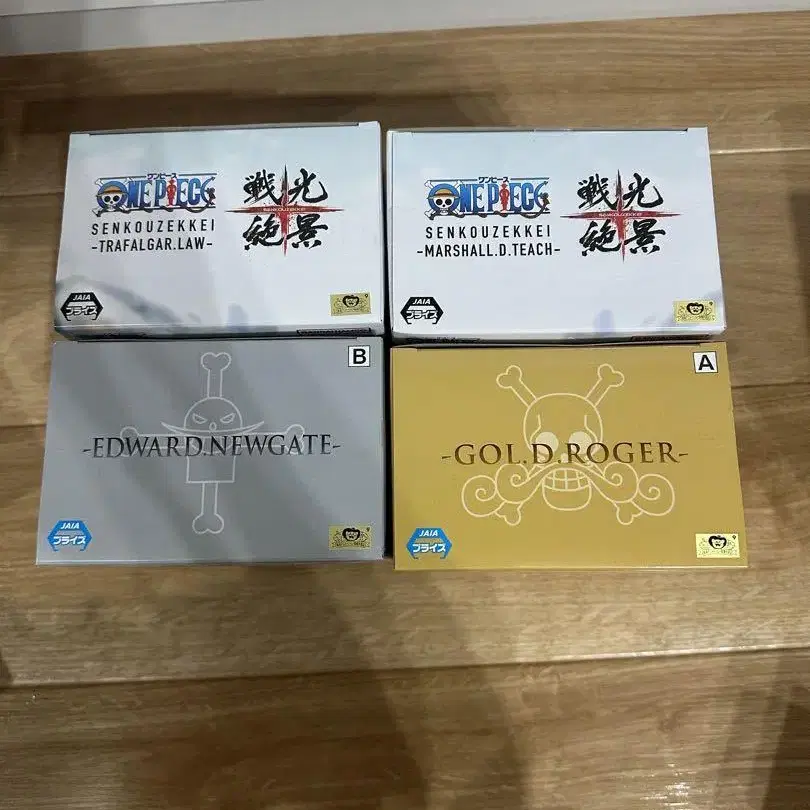 ワンピース
ONE PIECE
SENKOUZEKKEI
-TRAFALGAR.LAW-
戦光
SENKOUZEKKEI
絶景
JAIA
プライズ
ワンピース
ONE PIECE
SENKOUZEKKEI
-MARSHALL.D.TEACH-
戦光
SENKOUZEKKEI
絶景
JAIA
プライズ
B
-EDWARD.NEWGATE-
JAIA
プライズ
A
-GOL.D.ROGER-
JAIA
プライズ